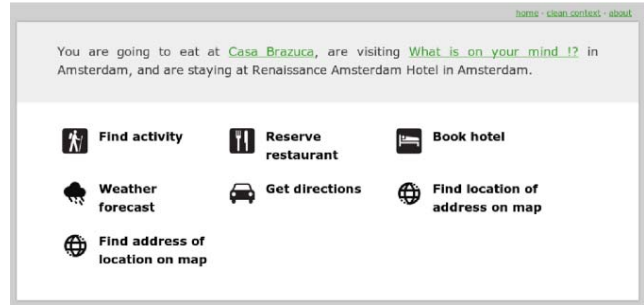 home - clean context - about
You are going to eat at Casa Brazuca, are visiting What is on your mind !? in
Amsterdam, and are staying at Renaissance Amsterdam Hotel in Amsterdam.
Find activity
Reserve
restaurant
Book hotel
Weather
forecast
Get directions
Find location of
address on map
Find address of
location on map